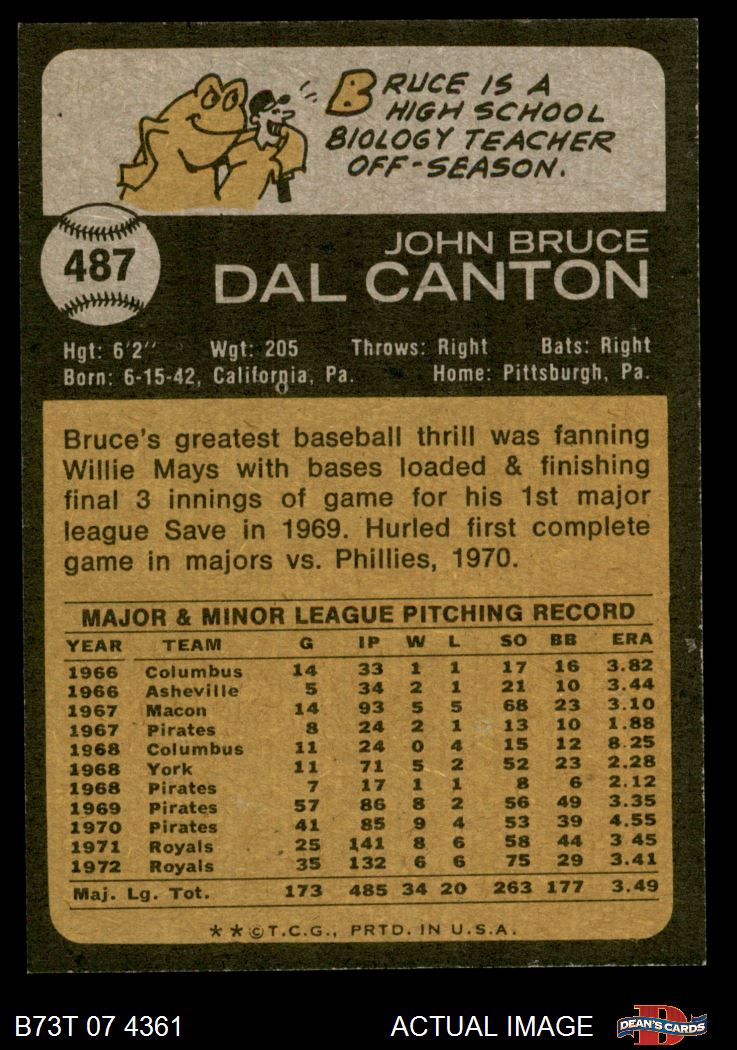 BRUCE IS A
HIGH SCHOOL
BIOLOGY TEACHER
OFF-SEASON.
487
JOHN BRUCE
DAL CANTON
Hgt: 6'2" Wgt: 205 Throws: Right Bats: Right
Born: 6-15-42, California, Pa. Home: Pittsburgh, Pa.
Bruce's greatest baseball thrill was fanning
Willie Mays with bases loaded & finishing
final 3 innings of game for his 1st major
league Save in 1969. Hurled first complete
game in majors vs. Phillies, 1970.
MAJOR & MINOR LEAGUE PITCHING RECORD
YEAR TEAM G IP W L SO BB ERA
1966 Columbus 14 33 1 1 17 16 3.82
1966 Asheville 5 34 2 1 21 10 3.44
1967 Macon 14 93 5 5 68 23 3.10
1967 Pirates 8 24 2 1 13 10 1.88
1968 Columbus 11 24 0 4 15 12 8.25
1968 York 11 71 5 2 52 23 2.28
1968 Pirates 7 17 1 1 8 6 2.12
1969 Pirates 57 86 8 2 56 49 3.35
1970 Pirates 41 85 9 4 53 39 4.55
1971 Royals 25 141 8 6 58 44 3 45
1972 Royals 35 132 6 6 75 29 3.41
Maj. Lg. Tot. 173 485 34 20 263 177 3.49
**©T.C.G., PRTD. IN U.S.A.
B73T 07 4361 ACTUAL IMAGE D DEAN'S CARDS